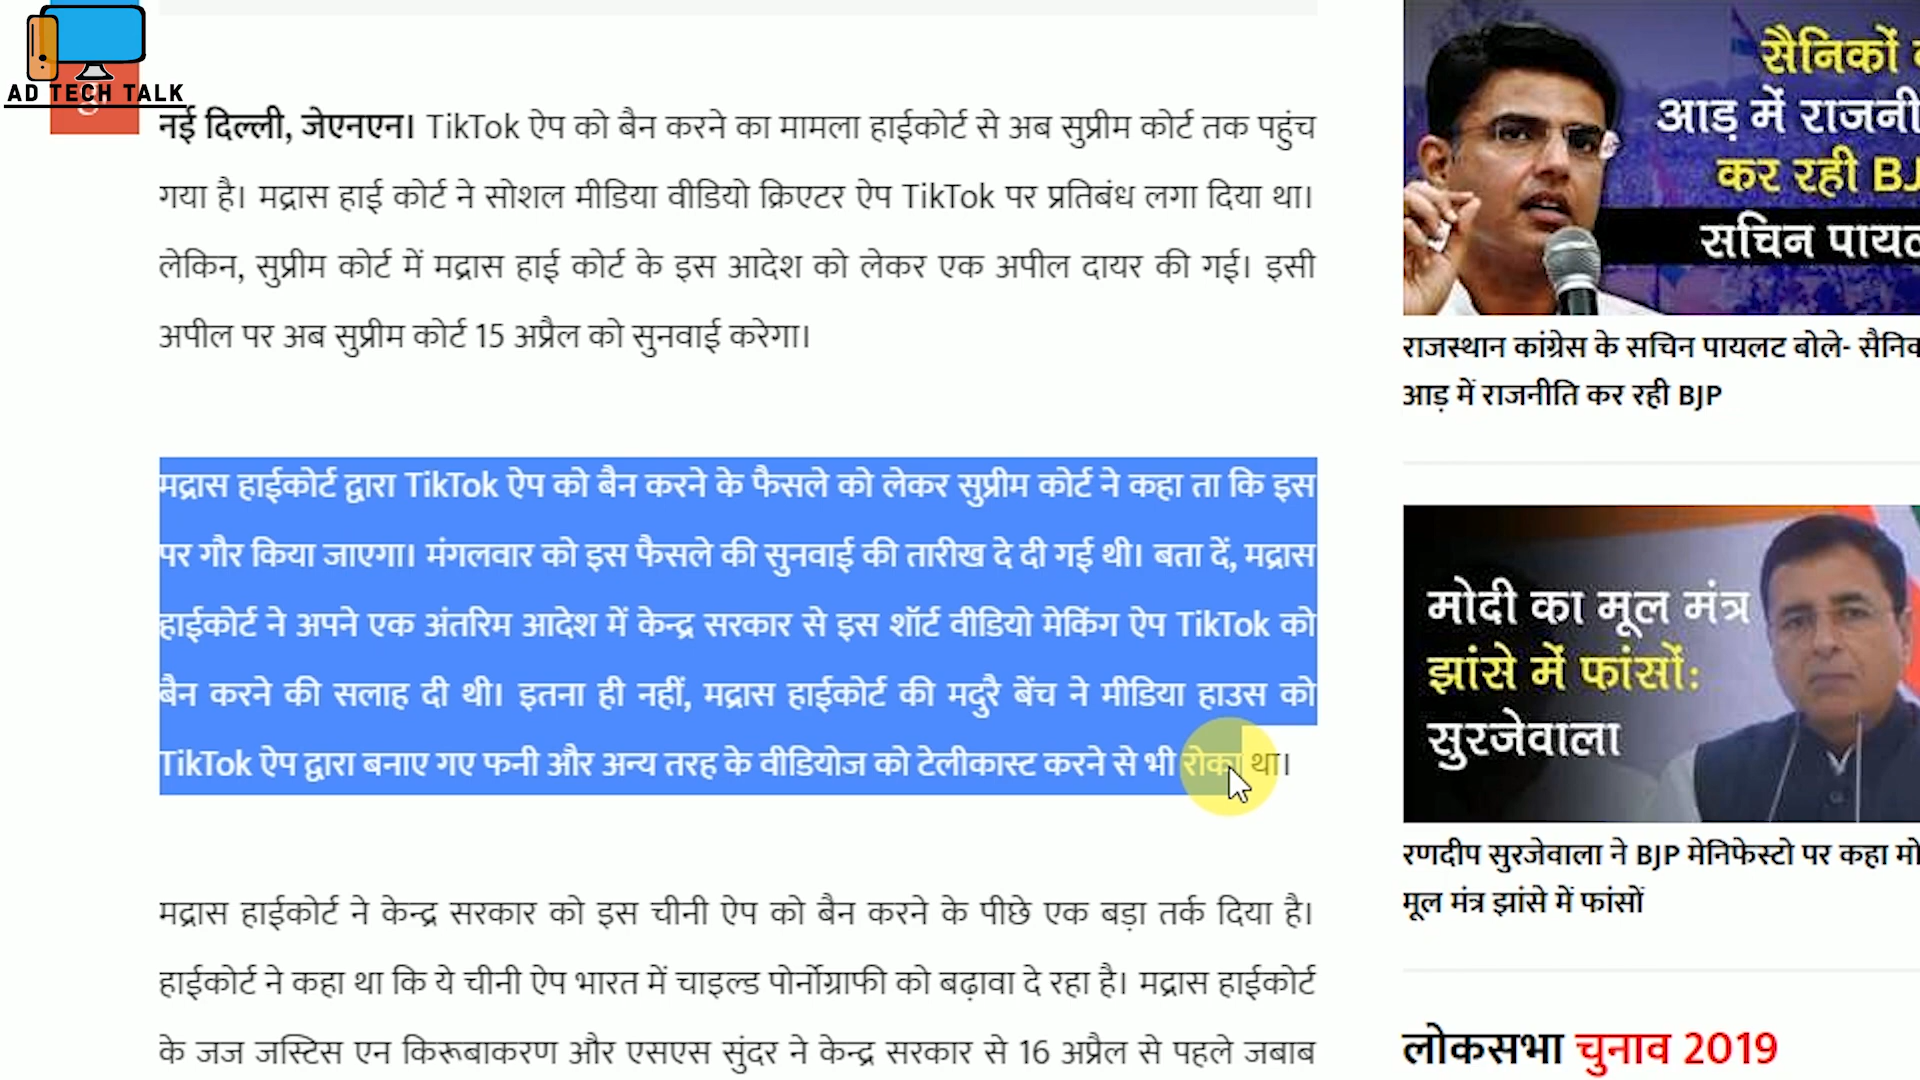 AD TECH TALK
नई दिल्ली, जेएनएन। TikTok ऐप को बैन करने का मामला हाईकोर्ट से अब सुप्रीम कोर्ट तक पहुंच
गया है। मद्रास हाई कोर्ट ने सोशल मीडिया वीडियो क्रिएटर ऐप TikTok पर प्रतिबंध लगा दिया था।
लेकिन, सुप्रीम कोर्ट में मद्रास हाई कोर्ट के इस आदेश को लेकर एक अपील दायर की गई। इसी
अपील पर अब सुप्रीम कोर्ट 15 अप्रैल को सुनवाई करेगा।
मद्रास हाईकोर्ट द्वारा TikTok ऐप को बैन करने के फैसले को लेकर सुप्रीम कोर्ट ने कहा ता कि इस
पर गौर किया जाएगा। मंगलवार को इस फैसले की सुनवाई की तारीख दे दी गई थी। बता दें, मद्रास
हाईकोर्ट ने अपने एक अंतरिम आदेश में केन्द्र सरकार से इस शॉर्ट वीडियो मेकिंग ऐप TikTok को
बैन करने की सलाह दी थी। इतना ही नहीं, मद्रास हाईकोर्ट की मदुरै बेंच ने मीडिया हाउस को
TikTok ऐप द्वारा बनाए गए फनी और अन्य तरह के वीडियोज को टेलीकास्ट करने से भी रोका था।
मद्रास हाईकोर्ट ने केन्द्र सरकार को इस चीनी ऐप को बैन करने के पीछे एक बड़ा तर्क दिया है।
हाईकोर्ट ने कहा था कि ये चीनी ऐप भारत में चाइल्ड पोर्नोग्राफी को बढ़ावा दे रहा है। मद्रास हाईकोर्ट
के जज जस्टिस एन किरूबाकरण और एसएस सुंदर ने केन्द्र सरकार से 16 अप्रैल से पहले जबाब
सैनिकों
आड़ में राजनी
कर रही BJ
सचिन पायल
राजस्थान कांग्रेस के सचिन पायलट बोले- सैनिक
आड़ में राजनीति कर रही BJP
मोदी का मूल मंत्र
झांसे में फांसों:
सुरजेवाला
रणदीप सुरजेवाला ने BJP मेनिफेस्टो पर कहा मो
मूल मंत्र झांसे में फांसों
लोकसभा चुनाव 2019